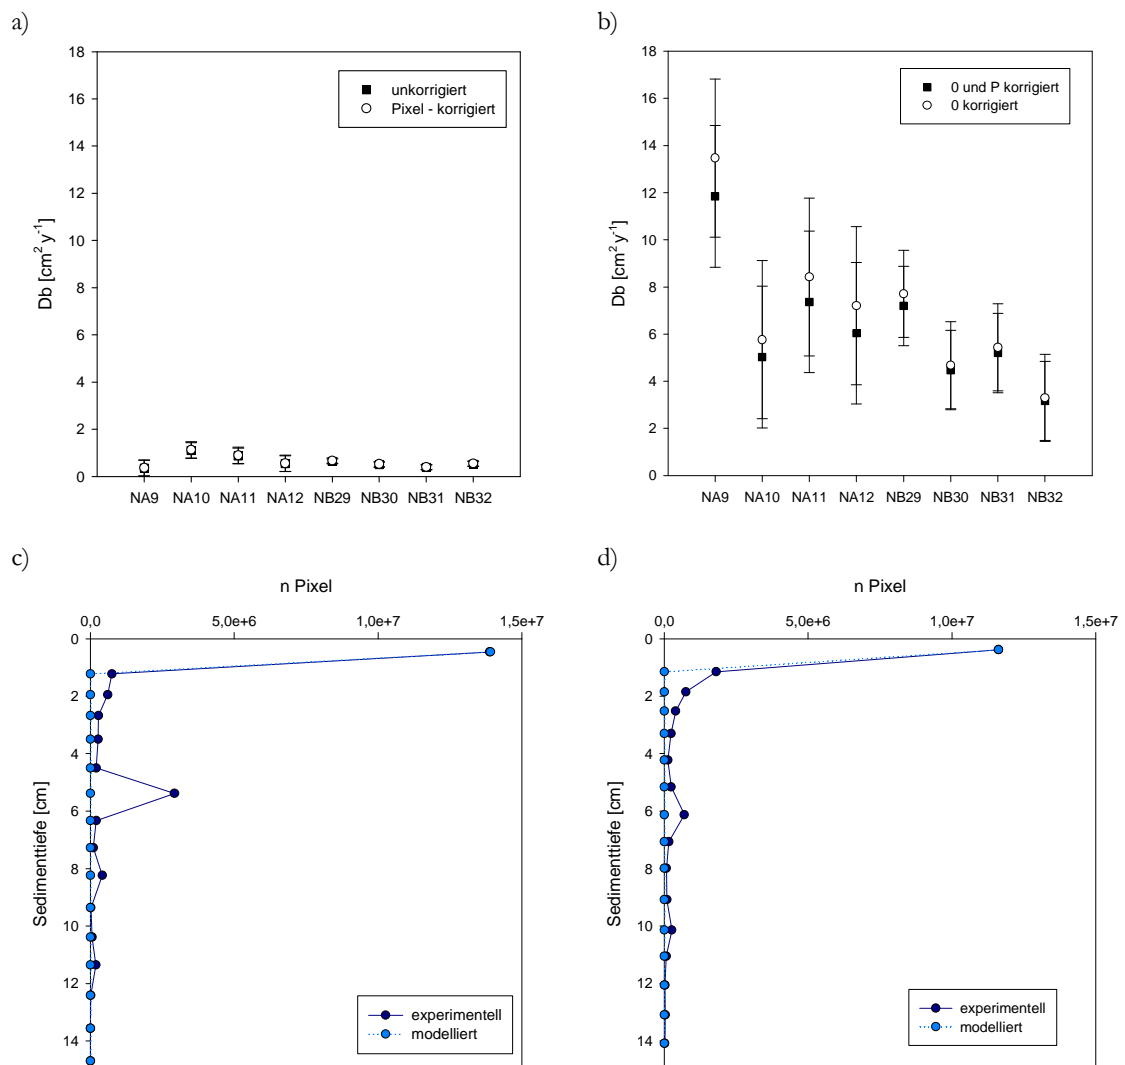 a)
18
16
14
12
10
8
6
4
2
0
Db [cm² y⁻¹]
unkorrigiert
Pixel - korrigiert
NA9 NA10 NA11 NA12 NB29 NB30 NB31 NB32
b)
18
16
14
12
10
8
6
4
2
0
Db [cm² y⁻¹]
0 und P korrigiert
0 korrigiert
NA9 NA10 NA11 NA12 NB29 NB30 NB31 NB32
c)
n Pixel
0,0 5,0e+6 1,0e+7 1,5e+7
0
2
4
6
8
10
12
14
Sedimenttiefe [cm]
experimentell
modelliert
d)
n Pixel
0,0 5,0e+6 1,0e+7 1,5e+7
0
2
4
6
8
10
12
14
Sedimenttiefe [cm]
experimentell
modelliert